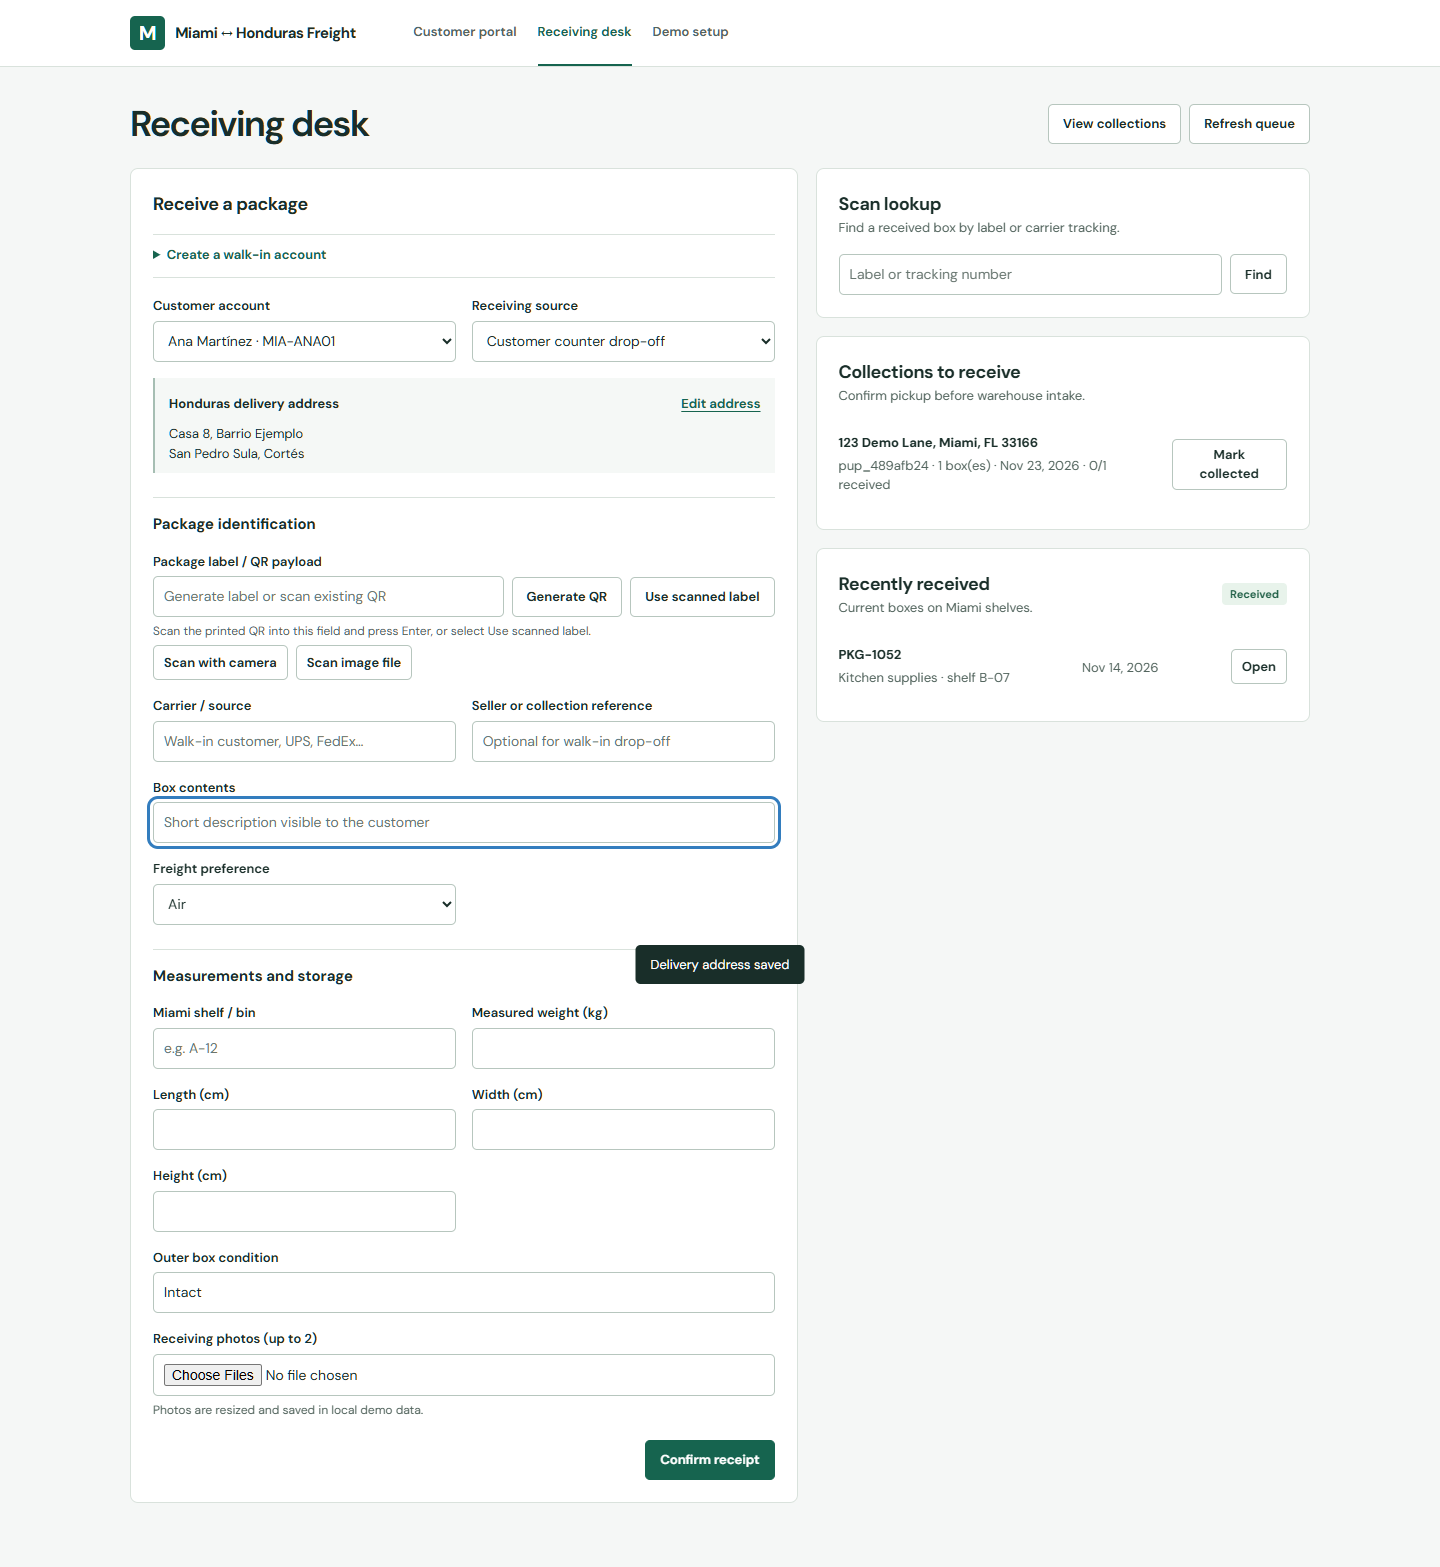 M
Miami ↔ Honduras Freight
Customer portal
Receiving desk
Demo setup
Receiving desk
View collections
Refresh queue
Receive a package
Create a walk-in account
Customer account
Receiving source
Ana Martínez · MIA-ANA01
Customer counter drop-off
Honduras delivery address
Edit address
Casa 8, Barrio Ejemplo
San Pedro Sula, Cortés
Package identification
Package label / QR payload
Generate label or scan existing QR
Generate QR
Use scanned label
Scan the printed QR into this field and press Enter, or select Use scanned label.
Scan with camera
Scan image file
Carrier / source
Seller or collection reference
Walk-in customer, UPS, FedEx...
Optional for walk-in drop-off
Box contents
Short description visible to the customer
Freight preference
Air
Delivery address saved
Measurements and storage
Miami shelf / bin
Measured weight (kg)
e.g. A-12
Length (cm)
Width (cm)
Height (cm)
Outer box condition
Intact
Receiving photos (up to 2)
Choose Files No file chosen
Photos are resized and saved in local demo data.
Confirm receipt
Scan lookup
Find a received box by label or carrier tracking.
Label or tracking number
Find
Collections to receive
Confirm pickup before warehouse intake.
123 Demo Lane, Miami, FL 33166
pup_489afb24 · 1 box(es) · Nov 23, 2026 · 0/1
received
Mark
collected
Recently received
Current boxes on Miami shelves.
Received
PKG-1052
Kitchen supplies · shelf B-07
Nov 14, 2026
Open